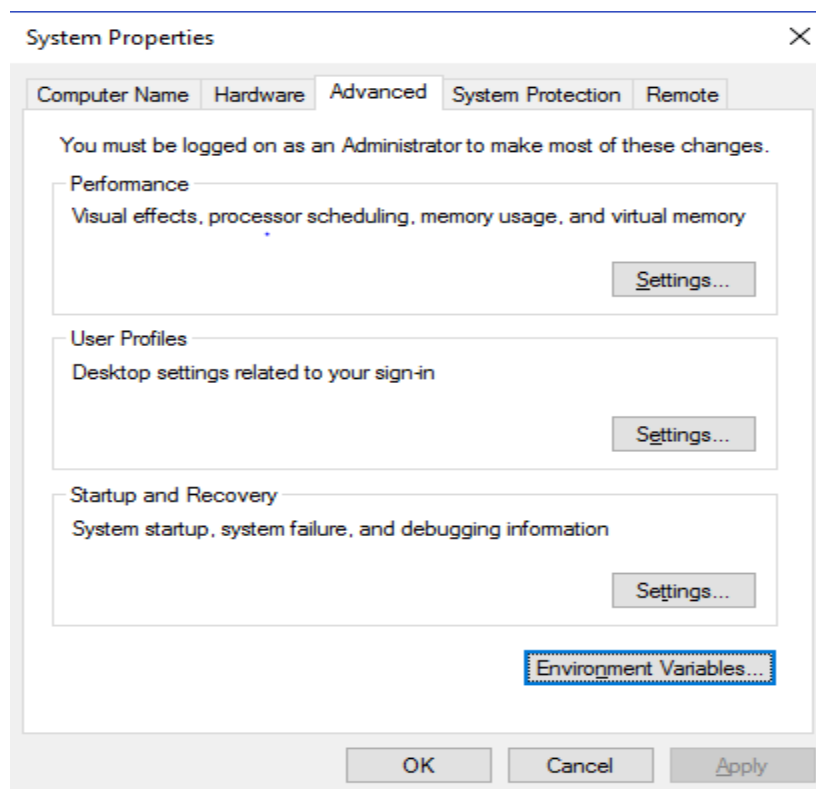 System Properties
Computer Name Hardware Advanced System Protection Remote
You must be logged on as an Administrator to make most of these changes.
Performance
Visual effects, processor scheduling, memory usage, and virtual memory
Settings...
User Profiles
Desktop settings related to your sign-in
Settings...
Startup and Recovery
System startup, system failure, and debugging information
Settings...
Environment Variables...
OK Cancel Apply